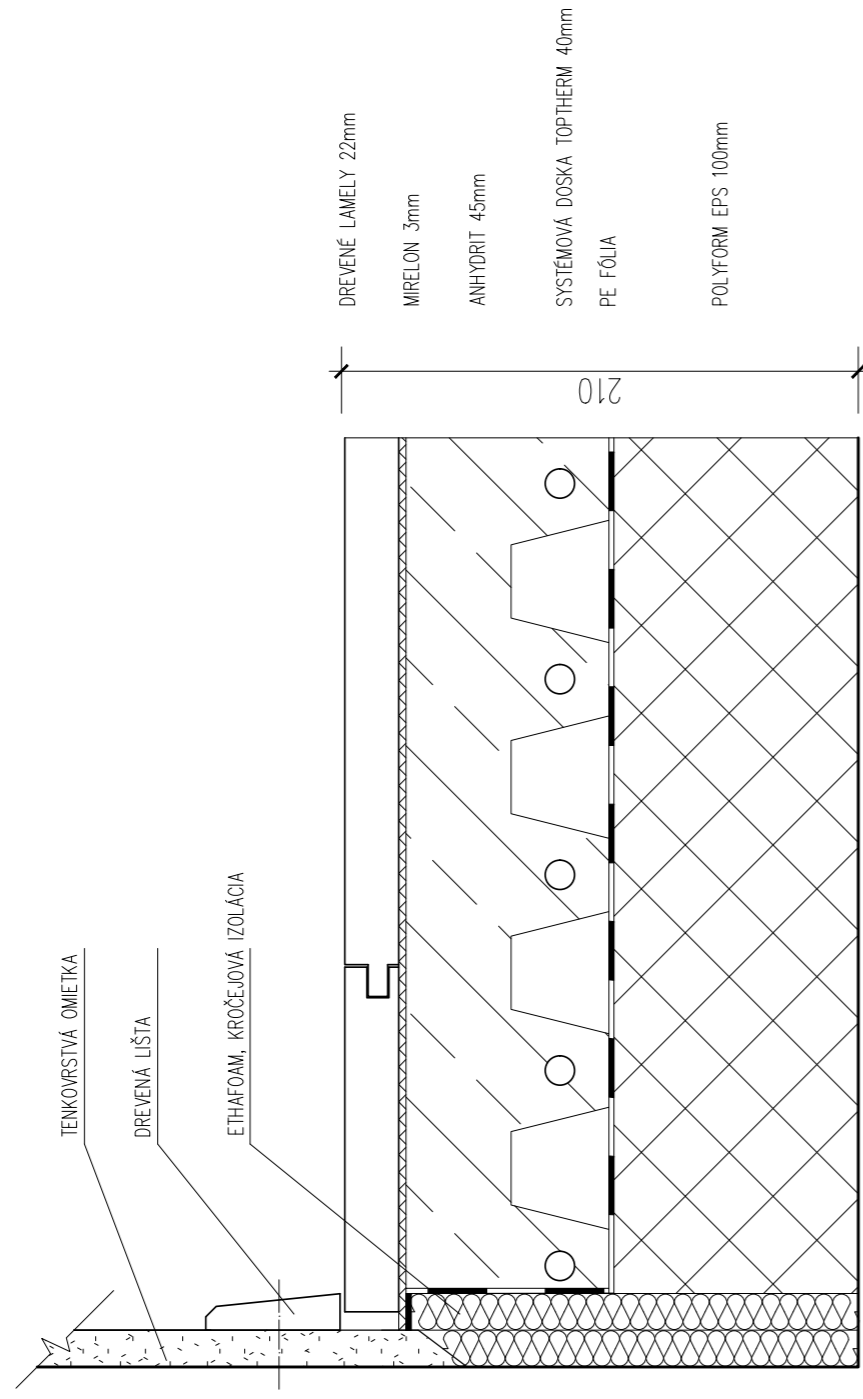 TENKOVRSTVÁ OMIETKA
DREVENÁ LIŠTA
ETHAFOAM, KROČEJOVÁ IZOLÁCIA
DREVENÉ LAMELY 22mm
MIRELON 3mm
ANHYDRIT 45mm
SYSTÉMOVÁ DOSKA TOPTHERM 40mm
PE FÓLIA
POLYFORM EPS 100mm
210